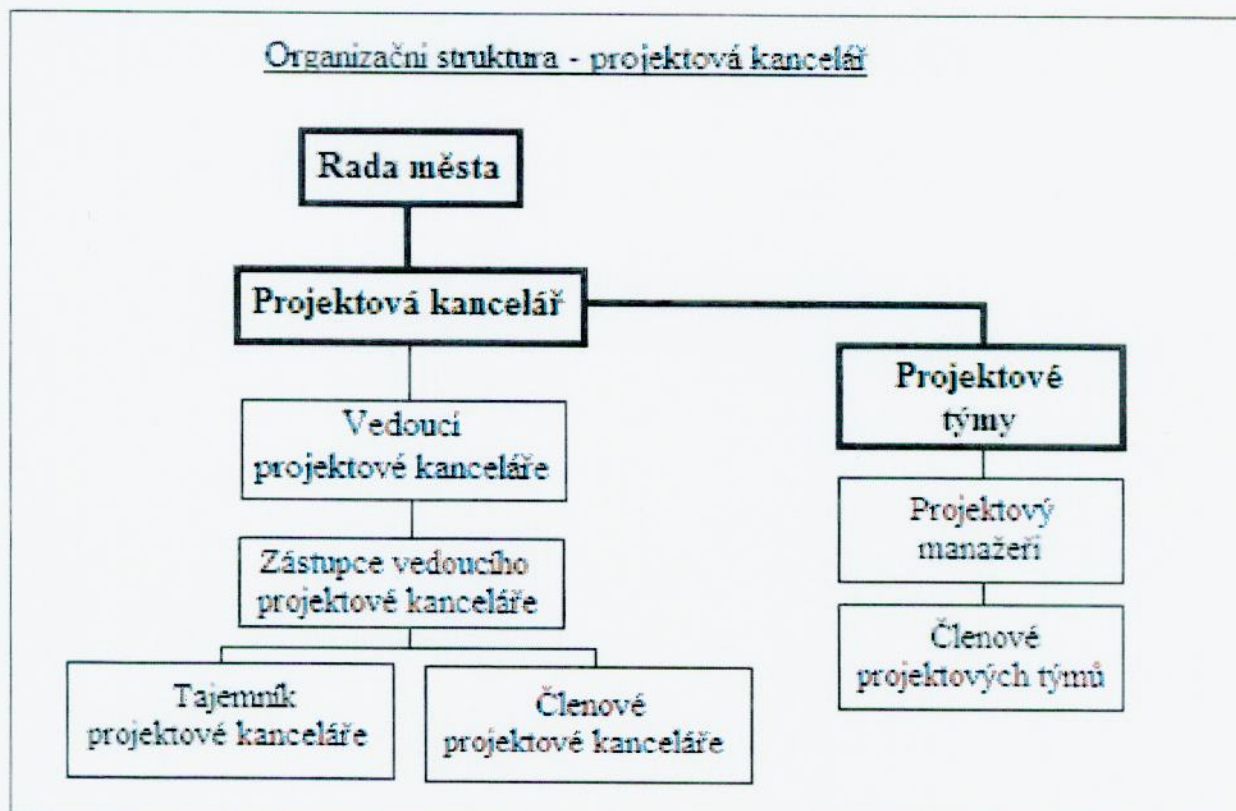 Organizační struktura - projektová kancelář
Rada města
Projektová kancelář
Projektové
týmy
Vedoucí
projektové kanceláře
Projektový
manažeři
Zástupce vedoucího
projektové kanceláře
Členové
projektových týmů
Tajemník
projektové kanceláře
Členové
projektové kanceláře